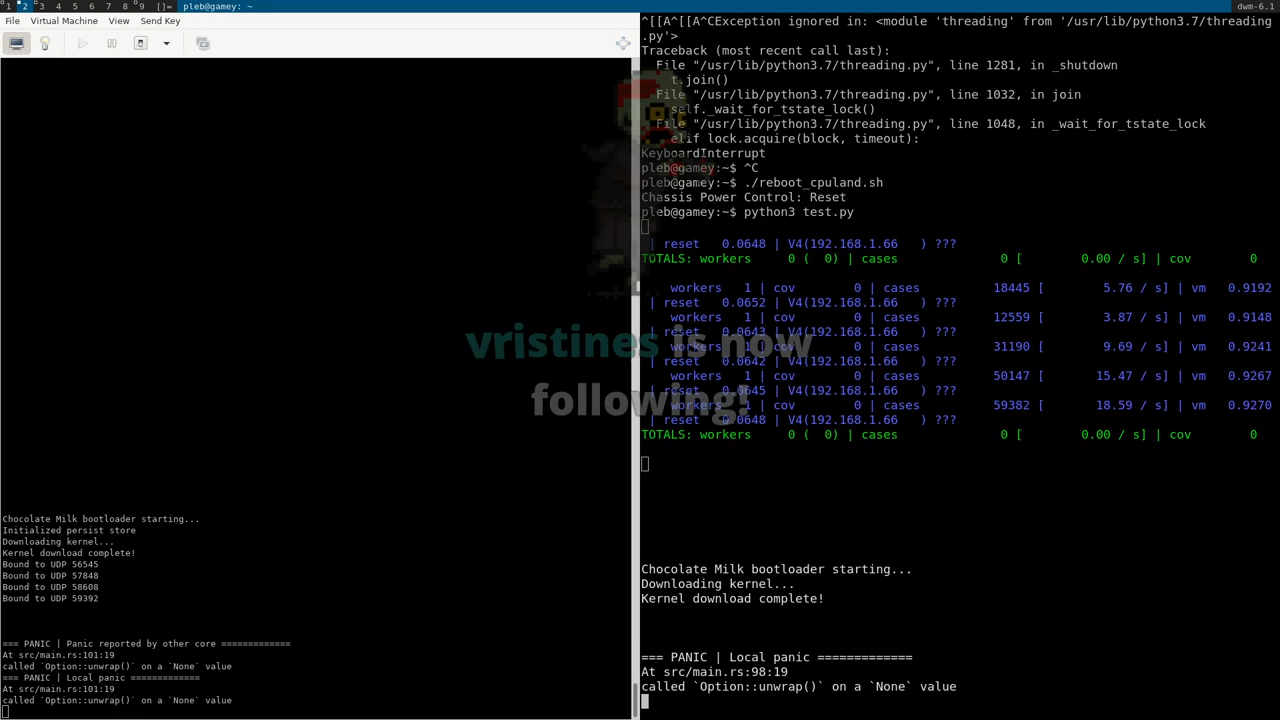 1 2 3 4 5 6 7 8 9 []= pleb@gamey: ~ dwm-6.1
File Virtual Machine View Send Key
Chocolate Milk bootloader starting...
Initialized persist store
Downloading kernel...
Kernel download complete!
Bound to UDP 56545
Bound to UDP 57848
Bound to UDP 58608
Bound to UDP 59392
=== PANIC | Panic reported by other core =============
At src/main.rs:101:19
called `Option::unwrap()` on a `None` value
=== PANIC | Local panic =============
At src/main.rs:101:19
called `Option::unwrap()` on a `None` value
^[[A^[[A^CException ignored in: <module 'threading' from '/usr/lib/python3.7/threading
.py'>
Traceback (most recent call last):
File "/usr/lib/python3.7/threading.py", line 1281, in _shutdown
t.join()
File "/usr/lib/python3.7/threading.py", line 1032, in join
self._wait_for_tstate_lock()
File "/usr/lib/python3.7/threading.py", line 1048, in _wait_for_tstate_lock
elif lock.acquire(block, timeout):
KeyboardInterrupt
pleb@gamey:~$ ^C
pleb@gamey:~$ ./reboot_cpuland.sh
Chassis Power Control: Reset
pleb@gamey:~$ python3 test.py
| reset 0.0648 | V4(192.168.1.66 ) ???
TOTALS: workers 0 ( 0) | cases 0 [ 0.00 / s] | cov 0
workers 1 | cov 0 | cases 18445 [ 5.76 / s] | vm 0.9192
| reset 0.0652 | V4(192.168.1.66 ) ???
workers 1 | cov 0 | cases 12559 [ 3.87 / s] | vm 0.9148
| reset 0.0643 | V4(192.168.1.66 ) ???
workers 1 | cov 0 | cases 31190 [ 9.69 / s] | vm 0.9241
| reset 0.0642 | V4(192.168.1.66 ) ???
workers 1 | cov 0 | cases 50147 [ 15.47 / s] | vm 0.9267
| reset 0.0645 | V4(192.168.1.66 ) ???
workers 1 | cov 0 | cases 59382 [ 18.59 / s] | vm 0.9270
| reset 0.0648 | V4(192.168.1.66 ) ???
TOTALS: workers 0 ( 0) | cases 0 [ 0.00 / s] | cov 0
vristines is now
following!
Chocolate Milk bootloader starting...
Downloading kernel...
Kernel download complete!
=== PANIC | Local panic =============
At src/main.rs:98:19
called `Option::unwrap()` on a `None` value